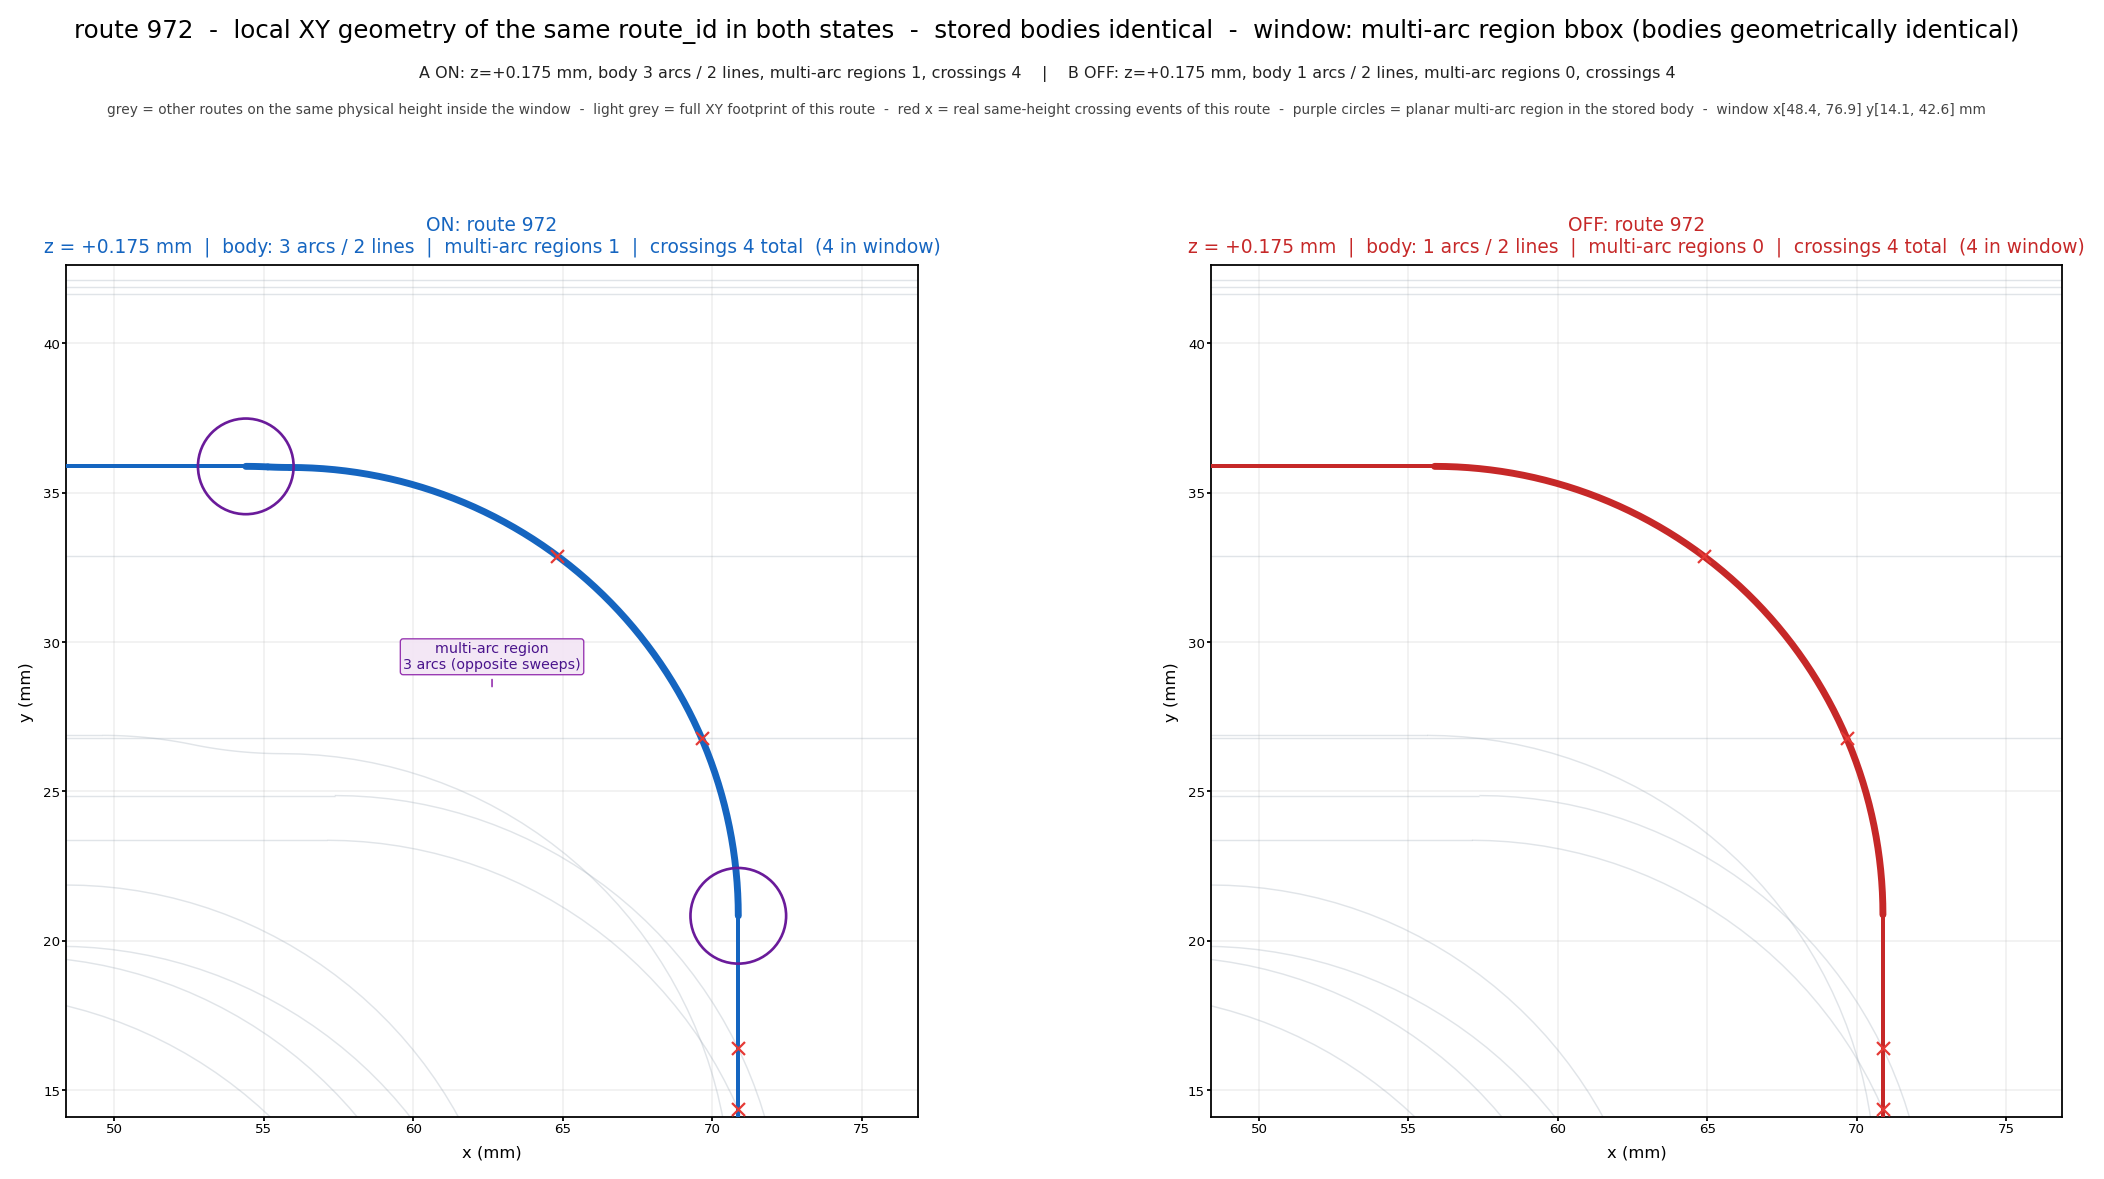 route 972  -  local XY geometry of the same route_id in both states  -  stored bodies identical  -  window: multi-arc region bbox (bodies geometrically identical)
A ON: z=+0.175 mm, body 3 arcs / 2 lines, multi-arc regions 1, crossings 4    |    B OFF: z=+0.175 mm, body 1 arcs / 2 lines, multi-arc regions 0, crossings 4
grey = other routes on the same physical height inside the window  -  light grey = full XY footprint of this route  -  red x = real same-height crossing events of this route  -  purple circles = planar multi-arc region in the stored body  -  window x[48.4, 76.9] y[14.1, 42.6] mm
ON: route 972
z = +0.175 mm  |  body: 3 arcs / 2 lines  |  multi-arc regions 1  |  crossings 4 total  (4 in window)
40
35
30
25
20
15
y (mm)
multi-arc region
3 arcs (opposite sweeps)
50
55
60
65
70
75
x (mm)
OFF: route 972
z = +0.175 mm  |  body: 1 arcs / 2 lines  |  multi-arc regions 0  |  crossings 4 total  (4 in window)
40
35
30
25
20
15
y (mm)
50
55
60
65
70
75
x (mm)